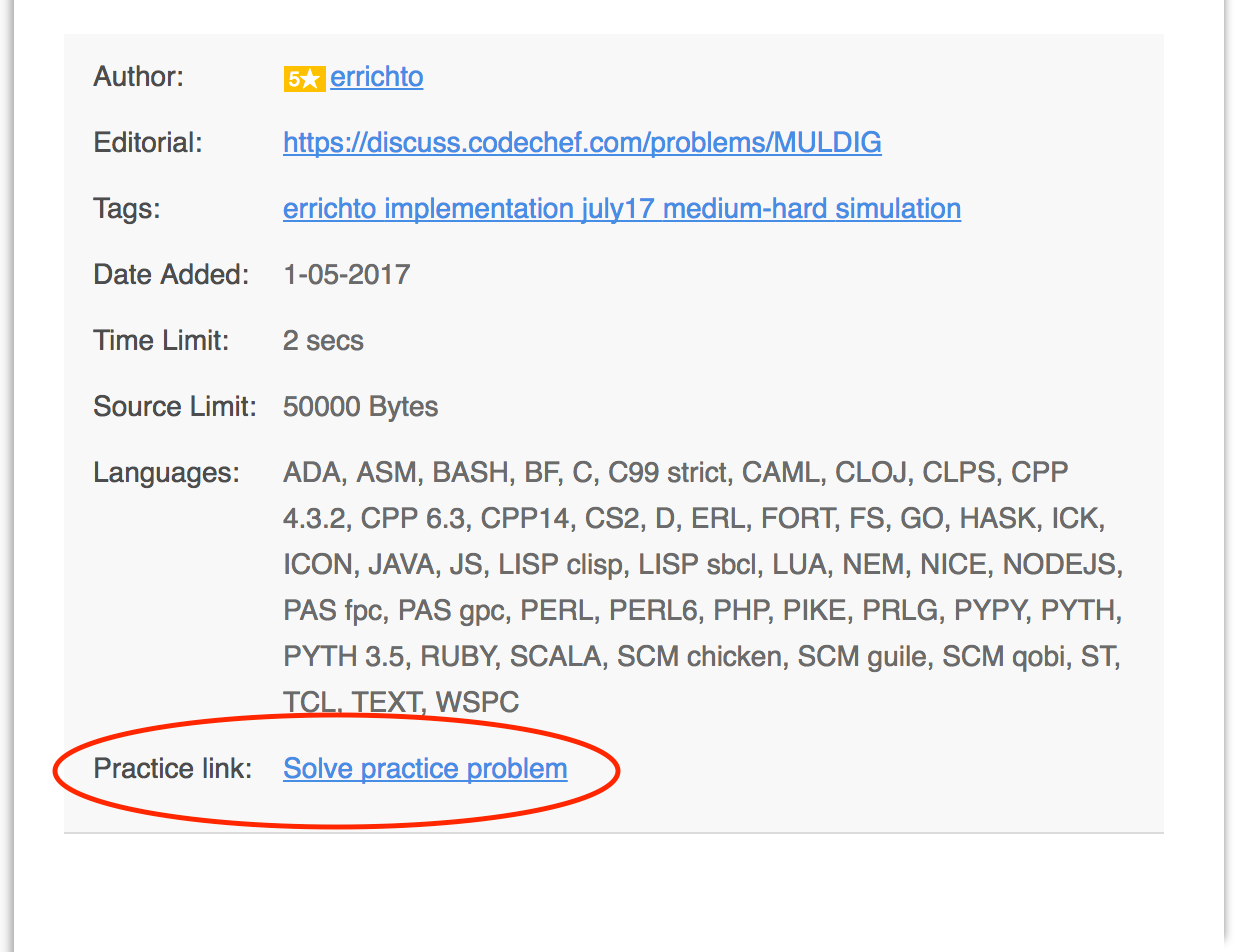 Author: 5★ errichto
Editorial: https://discuss.codechef.com/problems/MULDIG
Tags: errichto implementation july17 medium-hard simulation
Date Added: 1-05-2017
Time Limit: 2 secs
Source Limit: 50000 Bytes
Languages: ADA, ASM, BASH, BF, C, C99 strict, CAML, CLOJ, CLPS, CPP
4.3.2, CPP 6.3, CPP14, CS2, D, ERL, FORT, FS, GO, HASK, ICK,
ICON, JAVA, JS, LISP clisp, LISP sbcl, LUA, NEM, NICE, NODEJS,
PAS fpc, PAS gpc, PERL, PERL6, PHP, PIKE, PRLG, PYPY, PYTH,
PYTH 3.5, RUBY, SCALA, SCM chicken, SCM guile, SCM qobi, ST,
TCL, TEXT, WSPC
Practice link: Solve practice problem